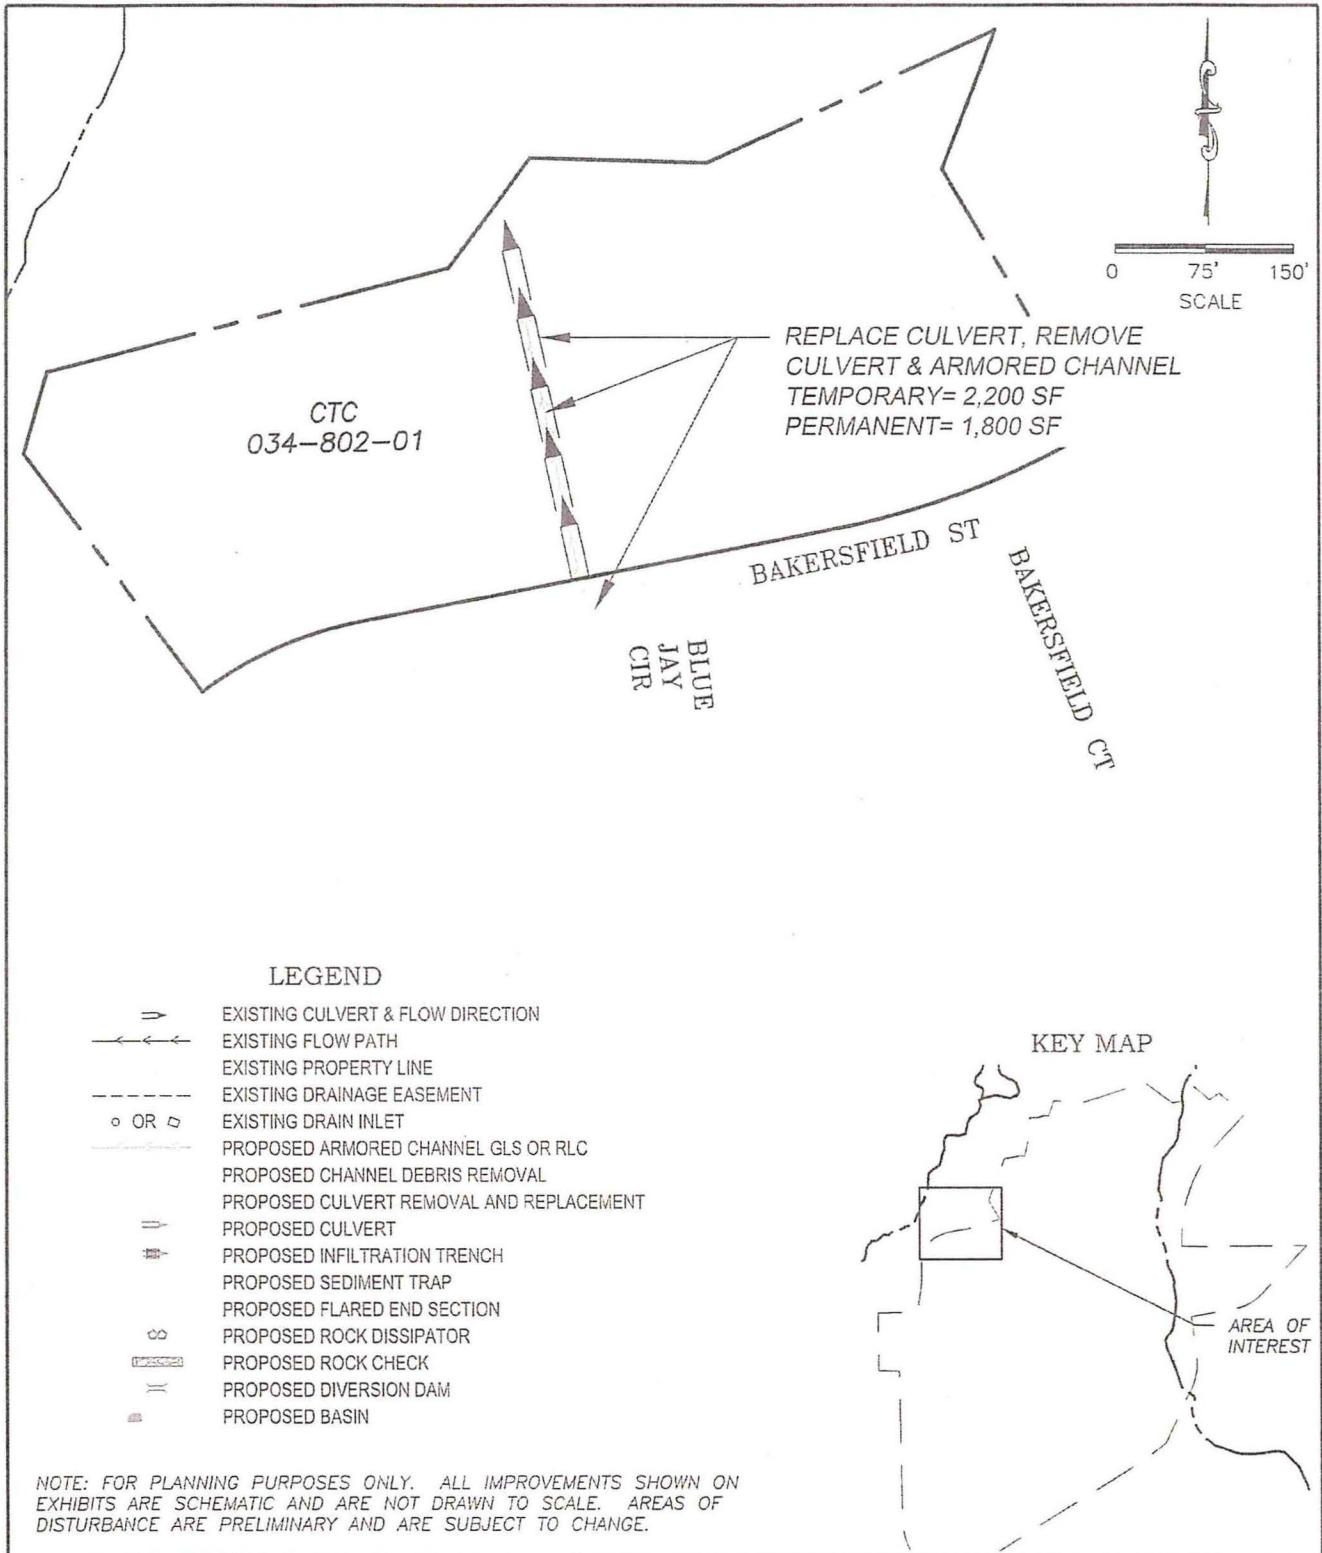 0 75' 150'
SCALE
REPLACE CULVERT, REMOVE
CULVERT & ARMORED CHANNEL
TEMPORARY= 2,200 SF
PERMANENT= 1,800 SF
CTC
034-802-01
BAKERSFIELD ST
BAKERSFIELD CT
BLUE
JAY
CIR
LEGEND
EXISTING CULVERT & FLOW DIRECTION
EXISTING FLOW PATH
EXISTING PROPERTY LINE
EXISTING DRAINAGE EASEMENT
OR EXISTING DRAIN INLET
PROPOSED ARMORED CHANNEL GLS OR RLC
PROPOSED CHANNEL DEBRIS REMOVAL
PROPOSED CULVERT REMOVAL AND REPLACEMENT
PROPOSED CULVERT
PROPOSED INFILTRATION TRENCH
PROPOSED SEDIMENT TRAP
PROPOSED FLARED END SECTION
PROPOSED ROCK DISSIPATOR
PROPOSED ROCK CHECK
PROPOSED DIVERSION DAM
PROPOSED BASIN
KEY MAP
AREA OF
INTEREST
NOTE: FOR PLANNING PURPOSES ONLY. ALL IMPROVEMENTS SHOWN ON
EXHIBITS ARE SCHEMATIC AND ARE NOT DRAWN TO SCALE. AREAS OF
DISTURBANCE ARE PRELIMINARY AND ARE SUBJECT TO CHANGE.